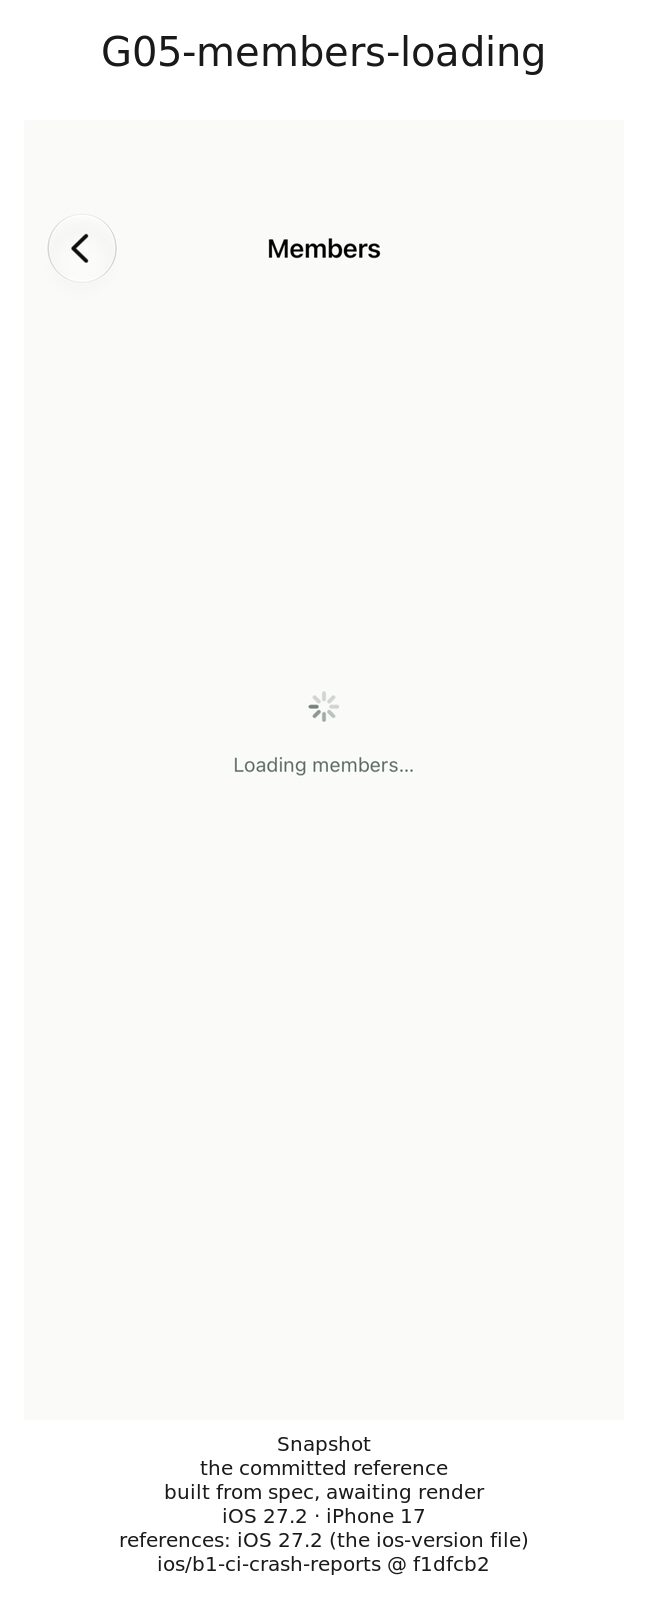 G05-members-loading
Members
Loading members...
Snapshot
the committed reference
built from spec, awaiting render
iOS 27.2 · iPhone 17
references: iOS 27.2 (the ios-version file)
ios/b1-ci-crash-reports @ f1dfcb2